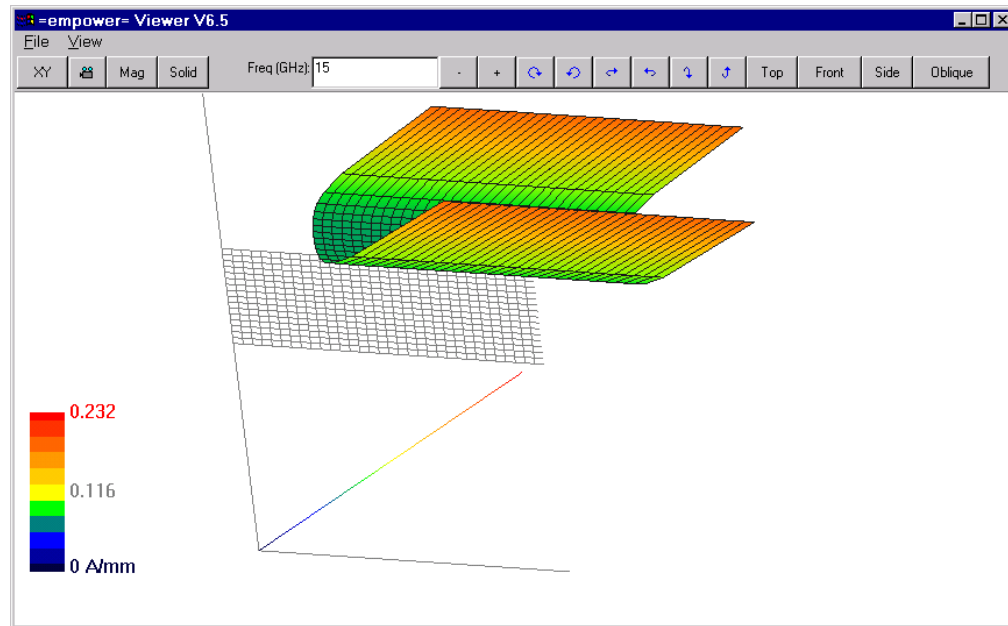 =empower= Viewer V6.5
File View
XY Mag Solid Freq (GHz): 15 - + Top Front Side Oblique
0.232
0.116
0 A/mm